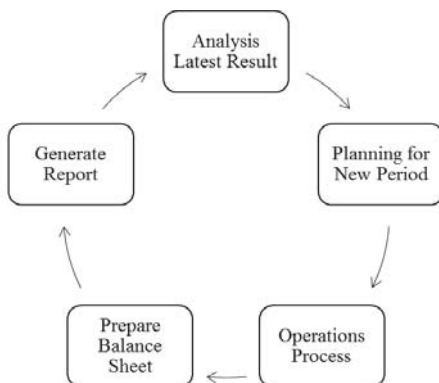 Analysis
Latest Result
Planning for
New Period
Operations
Process
Prepare
Balance
Sheet
Generate
Report